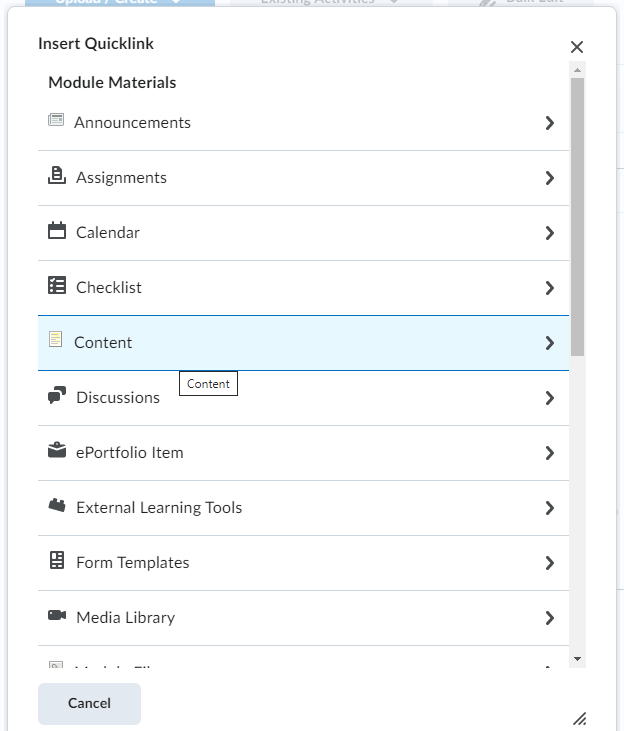 Upload / Create Existing Activities Bulk Edit
Insert Quicklink
Module Materials
Announcements
Assignments
Calendar
Checklist
Content
Content
Discussions
ePortfolio Item
External Learning Tools
Form Templates
Media Library
Cancel